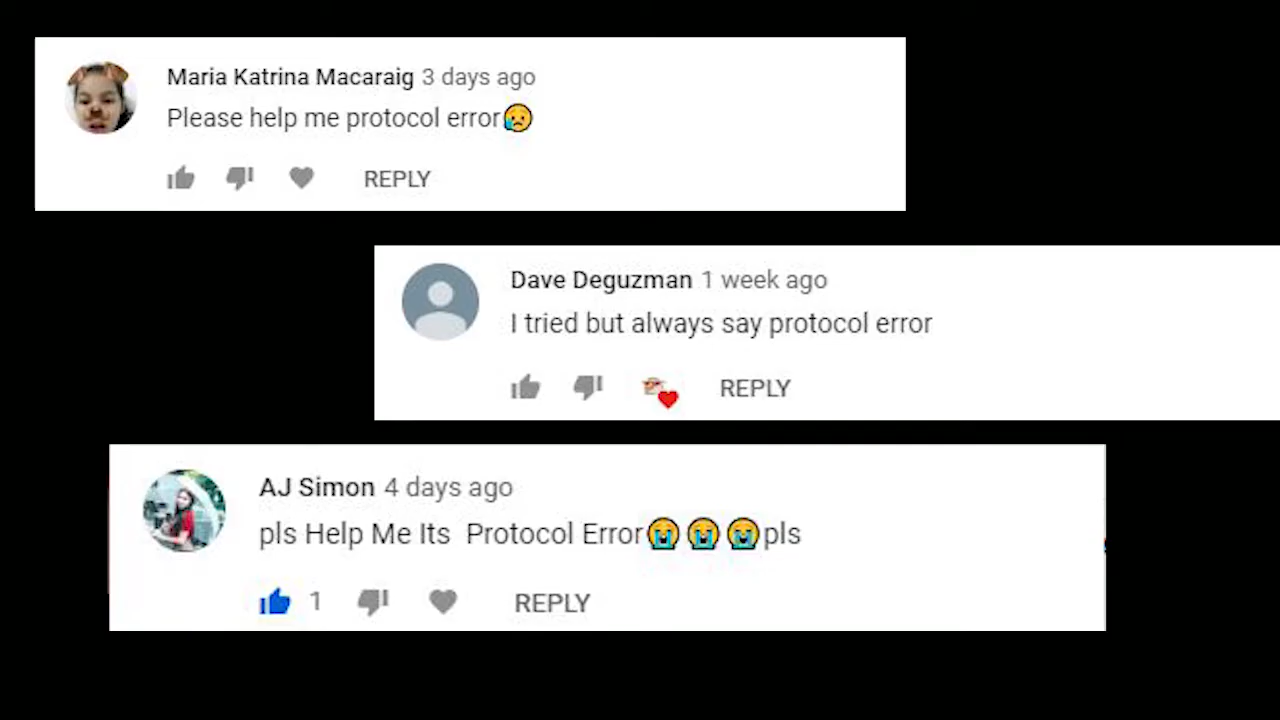 Maria Katrina Macaraig 3 days ago
Please help me protocol error😥
REPLY
Dave Deguzman 1 week ago
I tried but always say protocol error
REPLY
AJ Simon 4 days ago
pls Help Me Its  Protocol Error😭😭😭pls
1 REPLY